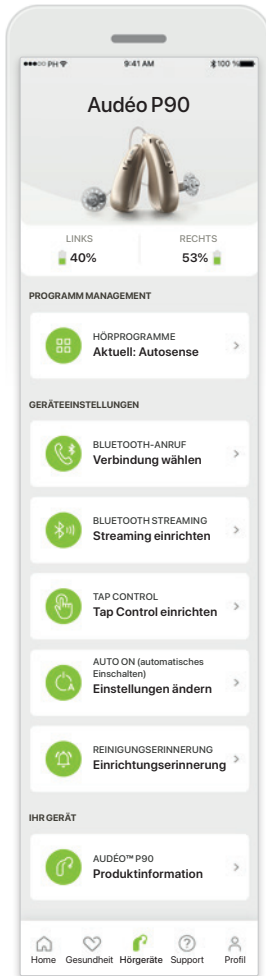 PH 9:41 AM 100 %
Audéo P90
LINKS RECHTS
40% 53%
PROGRAMM MANAGEMENT
HÖRPROGRAMME
Aktuell: Autosense
GERÄTEEINSTELLUNGEN
BLUETOOTH-ANRUF
Verbindung wählen
BLUETOOTH STREAMING
Streaming einrichten
TAP CONTROL
Tap Control einrichten
AUTO ON (automatisches
Einschalten)
Einstellungen ändern
REINIGUNGSERINNERUNG
Einrichtungserinnerung
IHR GERÄT
AUDÉO™ P90
Produktinformation
Home Gesundheit Hörgeräte Support Profil